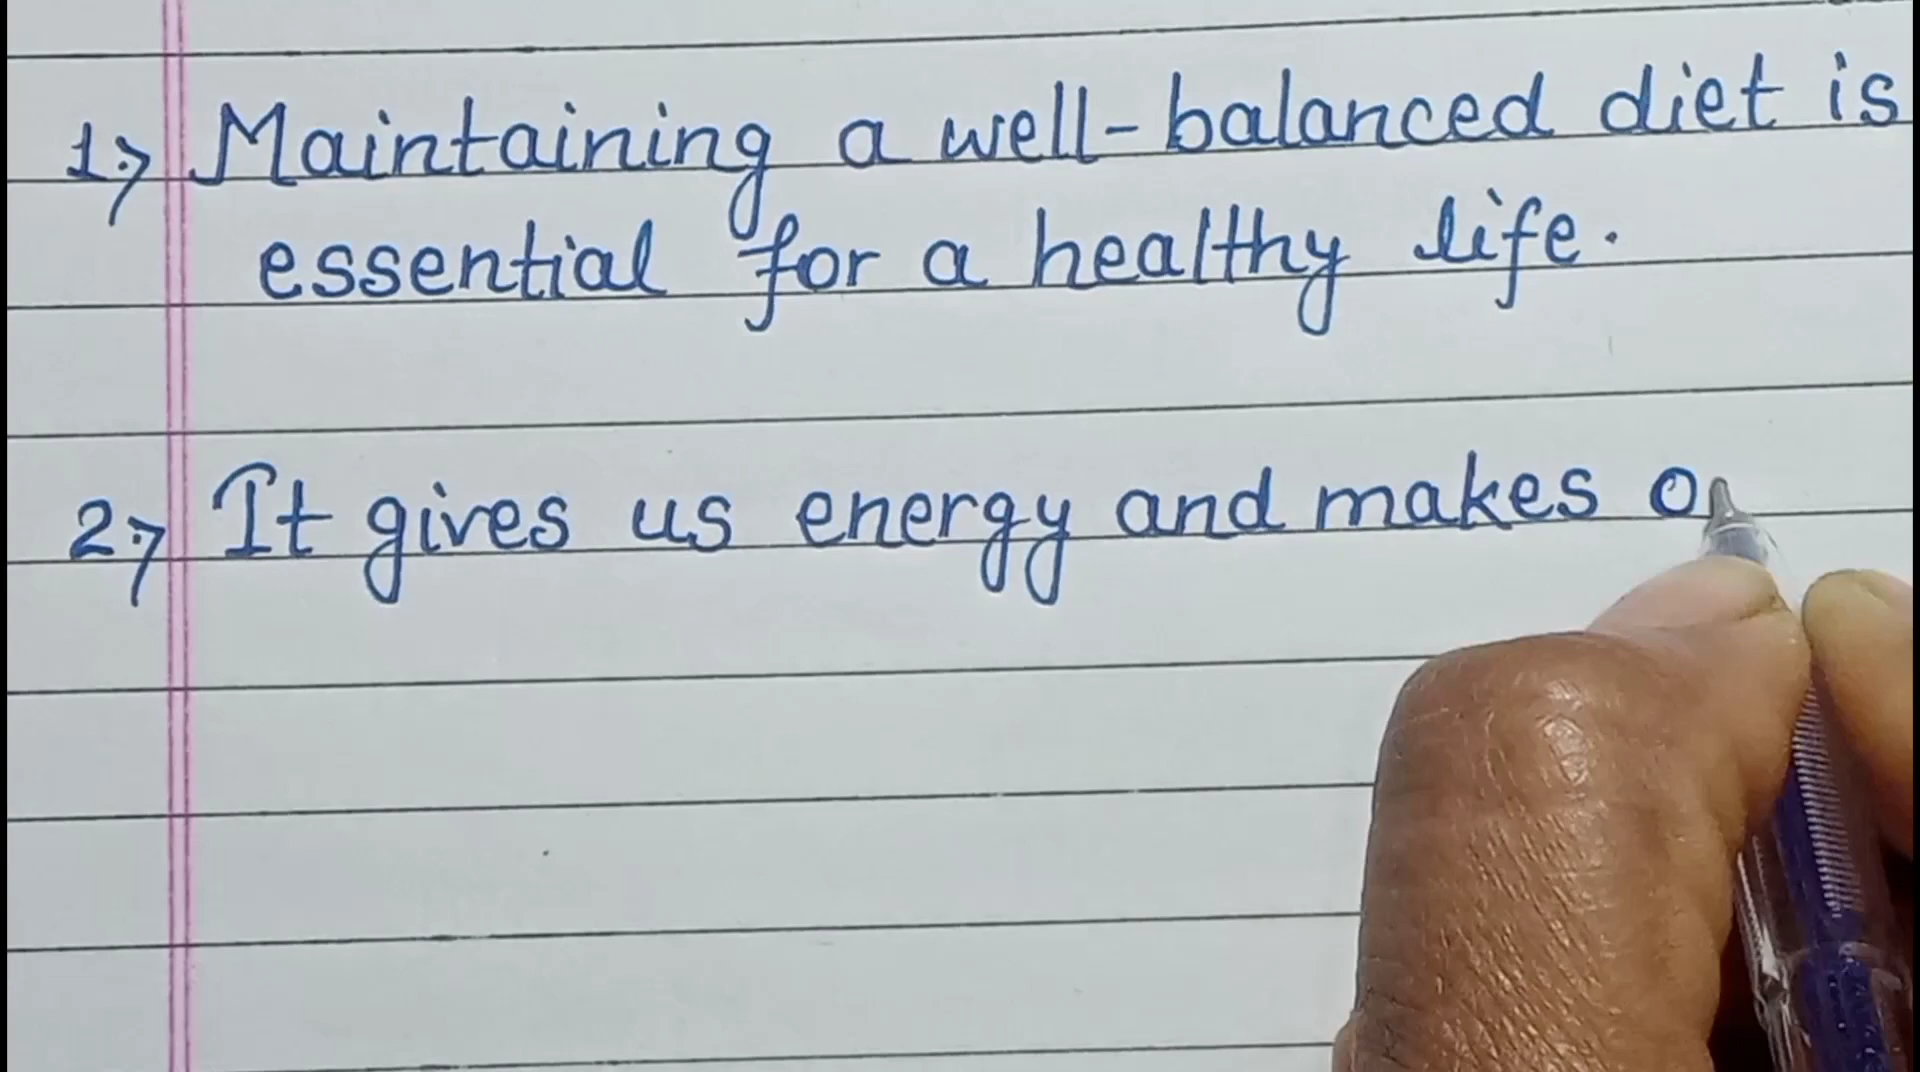 1.) Maintaining a well-balanced diet is
essential for a healthy life.
2.) It gives us energy and makes